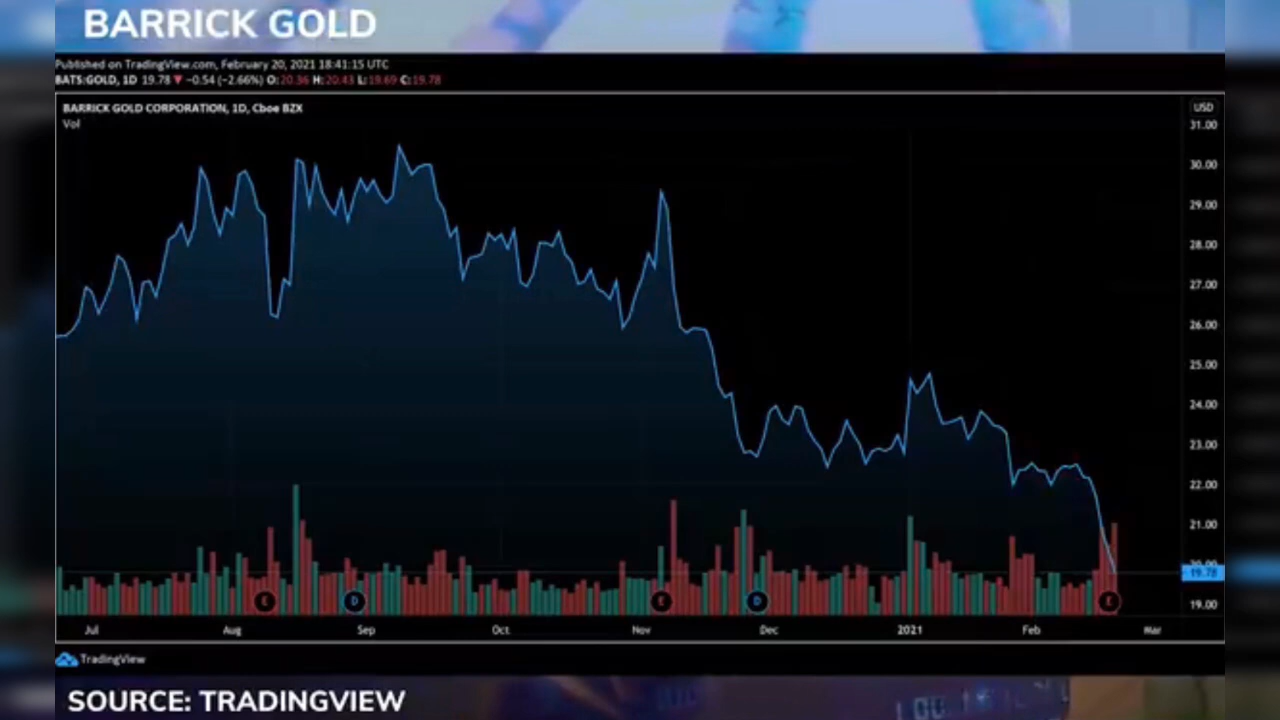 BARRICK GOLD
Published on TradingView.com, February 20, 2021 18:41:15 UTC
BATS:GOLD, 1D 19.78 ▼ −0.54 (−2.66%) O:20.36 H:20.43 L:19.69 C:19.78
BARRICK GOLD CORPORATION, 1D, Cboe BZX
Vol
USD
31.00
30.00
29.00
28.00
27.00
26.00
25.00
24.00
23.00
22.00
21.00
20.00
19.78
19.00
E D E D E
Jul Aug Sep Oct Nov Dec 2021 Feb Mar
TradingView
SOURCE: TRADINGVIEW